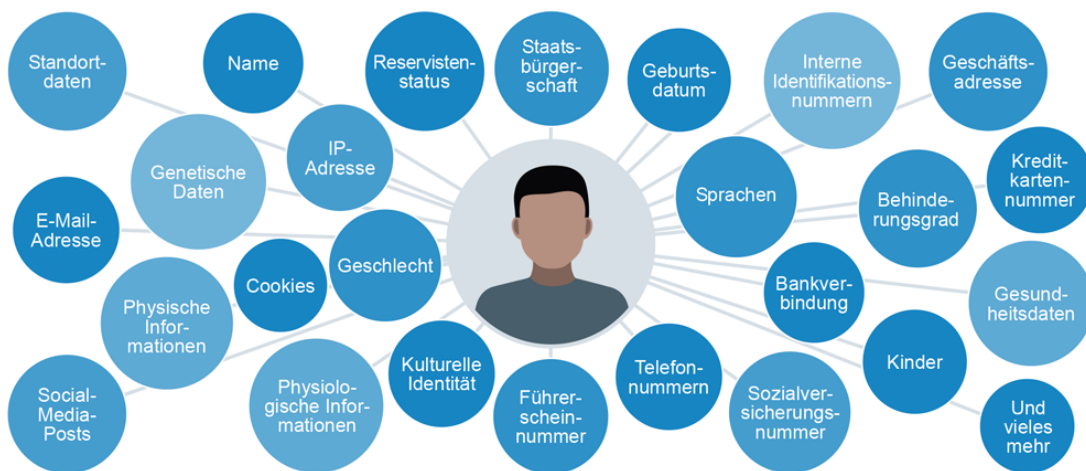 Standort-
daten
Name
Reservisten-
status
Staats-
bürger-
schaft
Geburts-
datum
Interne
Identifikations-
nummern
Geschäfts-
adresse
Genetische
Daten
IP-
Adresse
Sprachen
Behinde-
rungsgrad
Kredit-
karten-
nummer
E-Mail-
Adresse
Cookies
Geschlecht
Bankver-
bindung
Gesund-
heitsdaten
Physische
Infor-
mationen
Kulturelle
Identität
Telefon-
nummern
Kinder
Social-
Media-
Posts
Physiolo-
gische Infor-
mationen
Führer-
schein-
nummer
Sozialver-
sicherungs-
nummer
Und
vieles
mehr